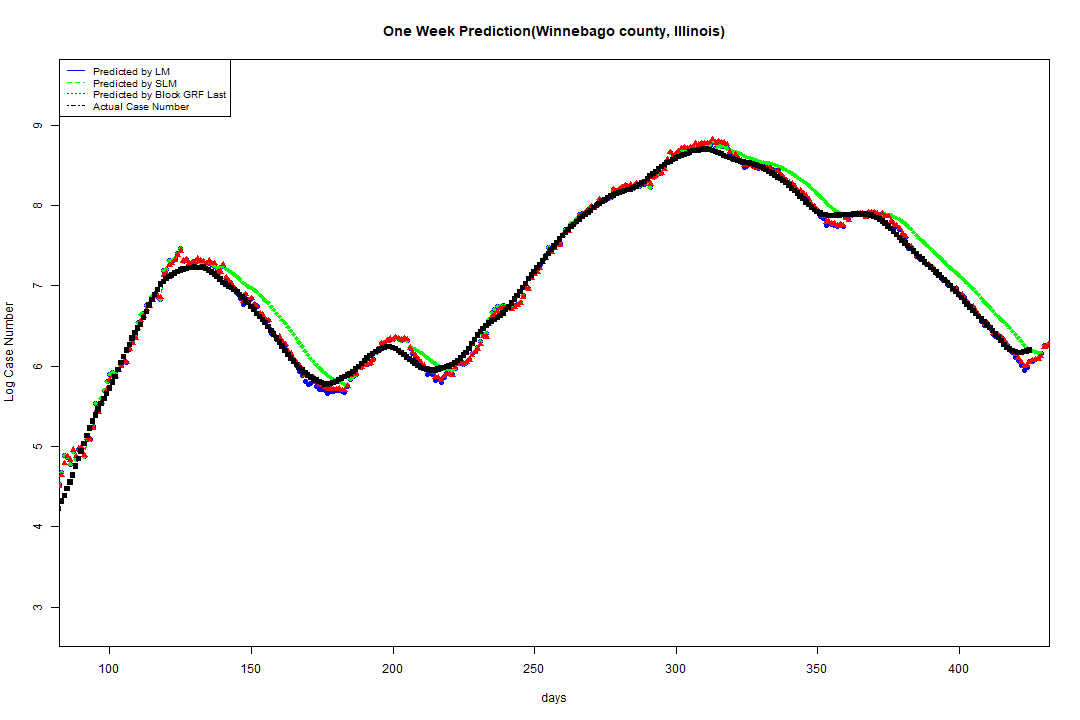 One Week Prediction(Winnebago county, Illinois)
Predicted by LM
Predicted by SLM
Predicted by Block GRF Last
Actual Case Number
9
8
7
6
5
4
3
Log Case Number
100 150 200 250 300 350 400
days